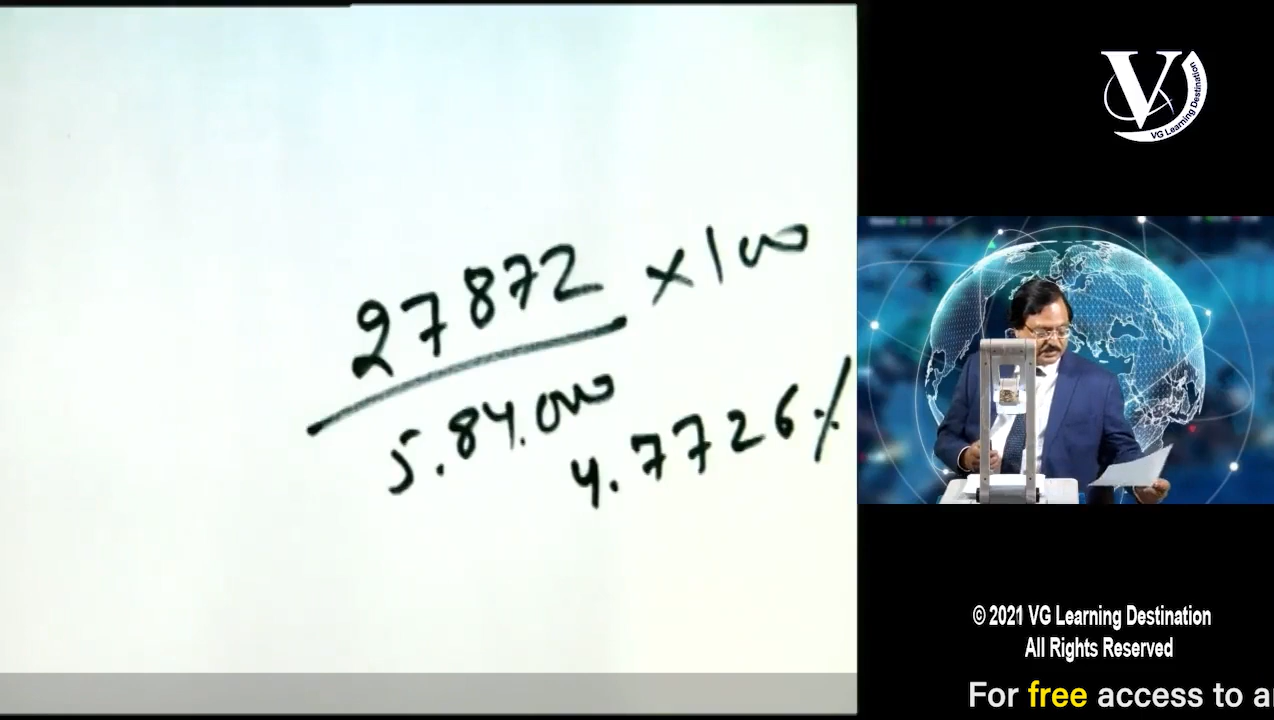 27872 × 100
5.84.000
4.7726%
V
VG Learning Destination
© 2021 VG Learning Destination
All Rights Reserved
For free access to a